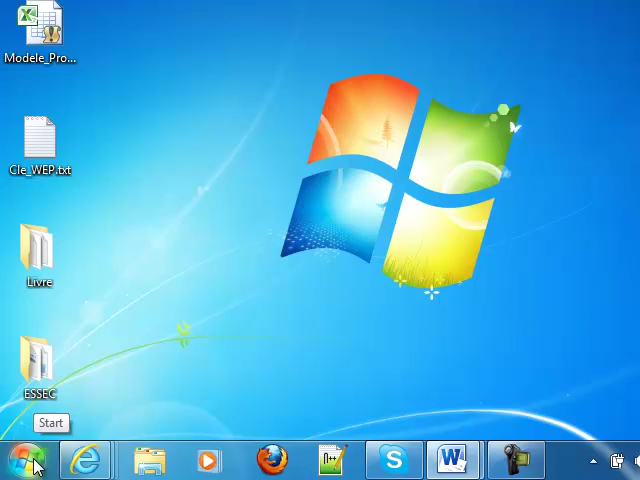 Modele_Pro...
Cle_WEP.txt
Livre
ESSEC
Start